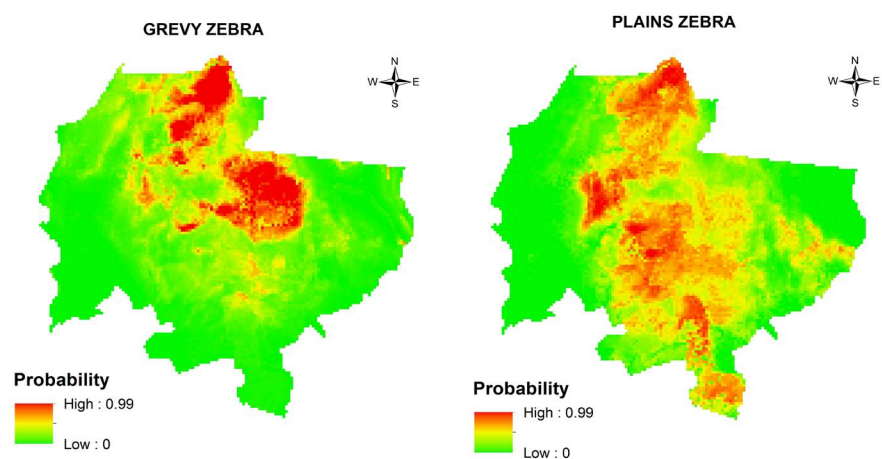 GREVY ZEBRA
N
W E
S
Probability
High : 0.99
Low : 0
PLAINS ZEBRA
N
W E
S
Probability
High : 0.99
Low : 0